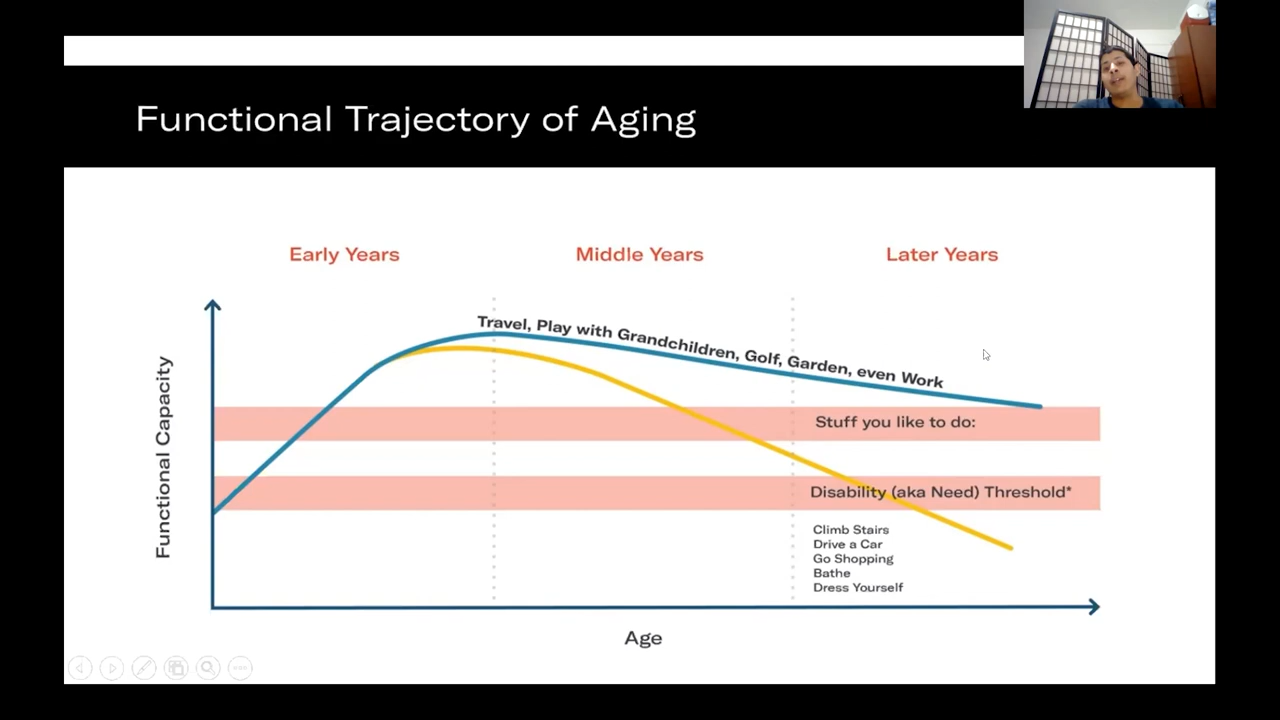 Functional Trajectory of Aging
Early Years
Middle Years
Later Years
Functional Capacity
Travel, Play with Grandchildren, Golf, Garden, even Work
Stuff you like to do:
Disability (aka Need) Threshold*
Climb Stairs
Drive a Car
Go Shopping
Bathe
Dress Yourself
Age